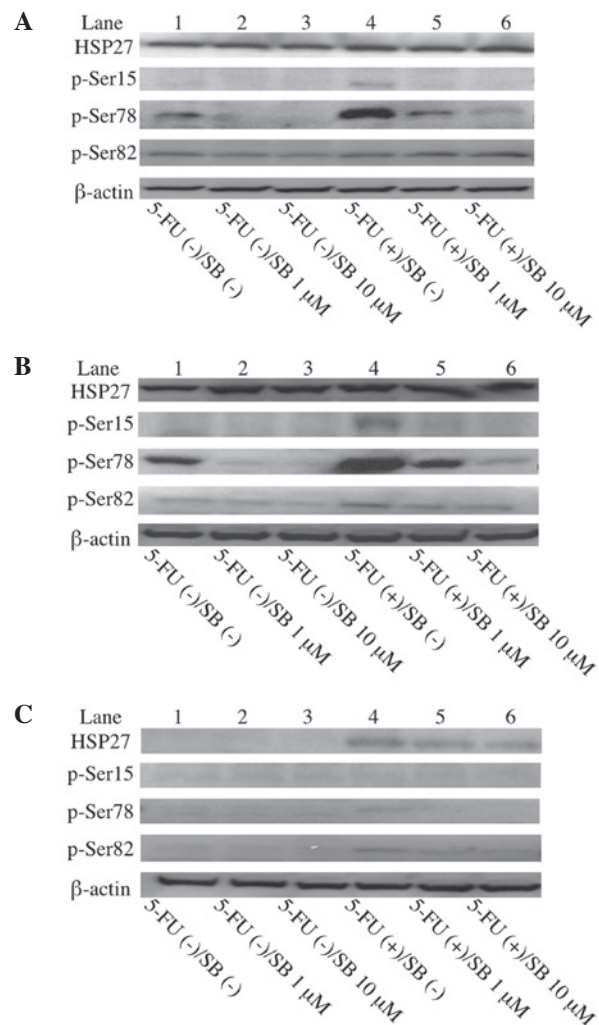 A
Lane 1 2 3 4 5 6
HSP27
p-Ser15
p-Ser78
p-Ser82
β-actin
5-FU (-)/SB (-)
5-FU (-)/SB 1 μM
5-FU (-)/SB 10 μM
5-FU (+)/SB (-)
5-FU (+)/SB 1 μM
5-FU (+)/SB 10 μM
B
Lane 1 2 3 4 5 6
HSP27
p-Ser15
p-Ser78
p-Ser82
β-actin
5-FU (-)/SB (-)
5-FU (-)/SB 1 μM
5-FU (-)/SB 10 μM
5-FU (+)/SB (-)
5-FU (+)/SB 1 μM
5-FU (+)/SB 10 μM
C
Lane 1 2 3 4 5 6
HSP27
p-Ser15
p-Ser78
p-Ser82
β-actin
5-FU (-)/SB (-)
5-FU (-)/SB 1 μM
5-FU (-)/SB 10 μM
5-FU (+)/SB (-)
5-FU (+)/SB 1 μM
5-FU (+)/SB 10 μM